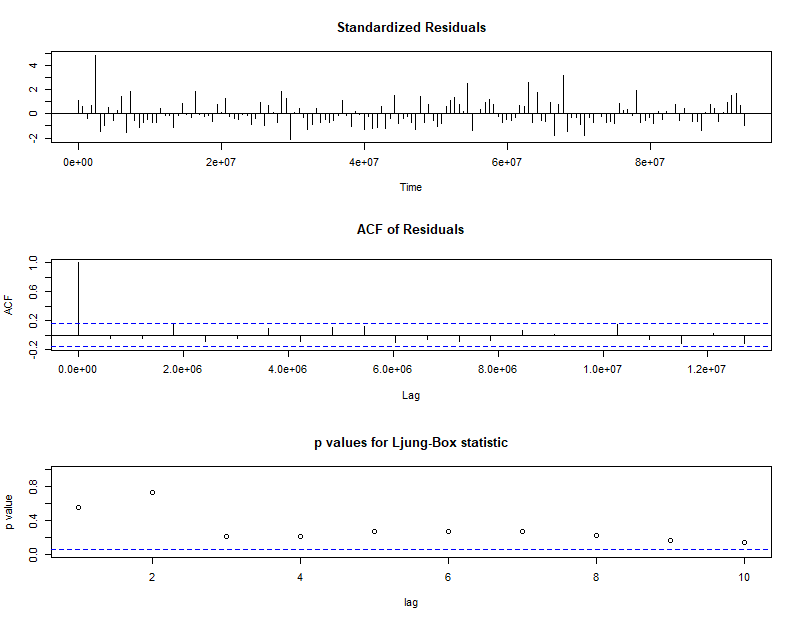 Standardized Residuals
4
2
0
-2
0e+00 2e+07 4e+07 6e+07 8e+07
Time
ACF of Residuals
ACF
1.0
0.6
0.2
-0.2
0.0e+00 2.0e+06 4.0e+06 6.0e+06 8.0e+06 1.0e+07 1.2e+07
Lag
p values for Ljung-Box statistic
p value
0.8
0.4
0.0
2 4 6 8 10
lag